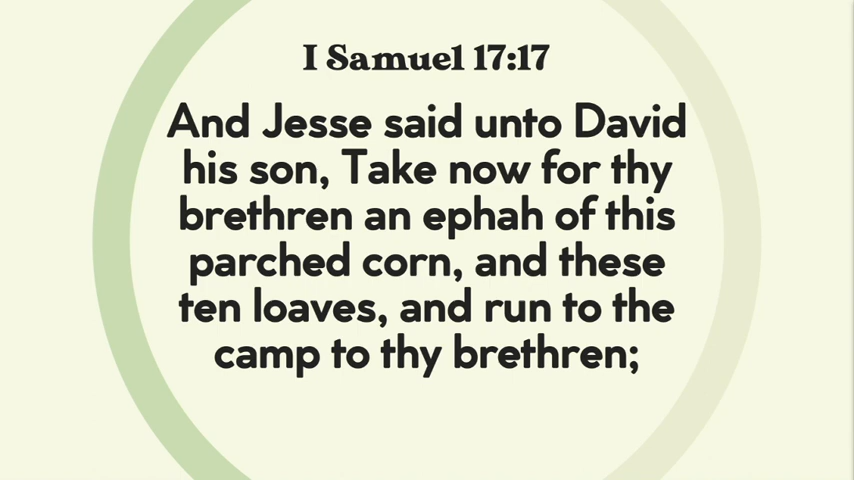 I Samuel 17:17
And Jesse said unto David
his son, Take now for thy
brethren an ephah of this
parched corn, and these
ten loaves, and run to the
camp to thy brethren;